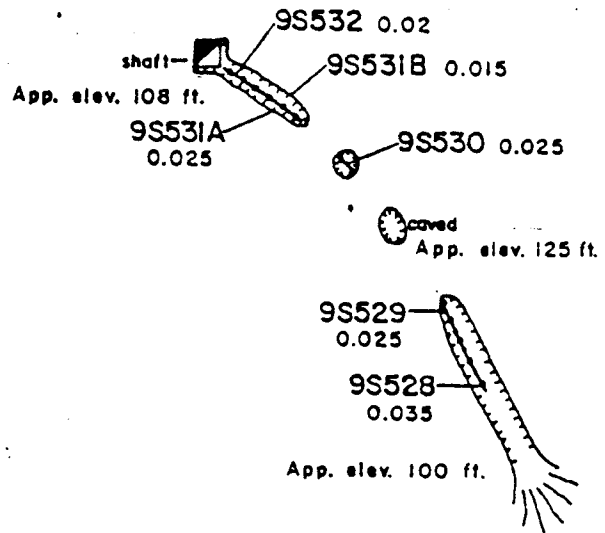 9S532 0.02
shaft
9S531B 0.015
App. elev. 108 ft.
9S531A
0.025
9S530 0.025
caved
App. elev. 125 ft.
9S529
0.025
9S528
0.035
App. elev. 100 ft.